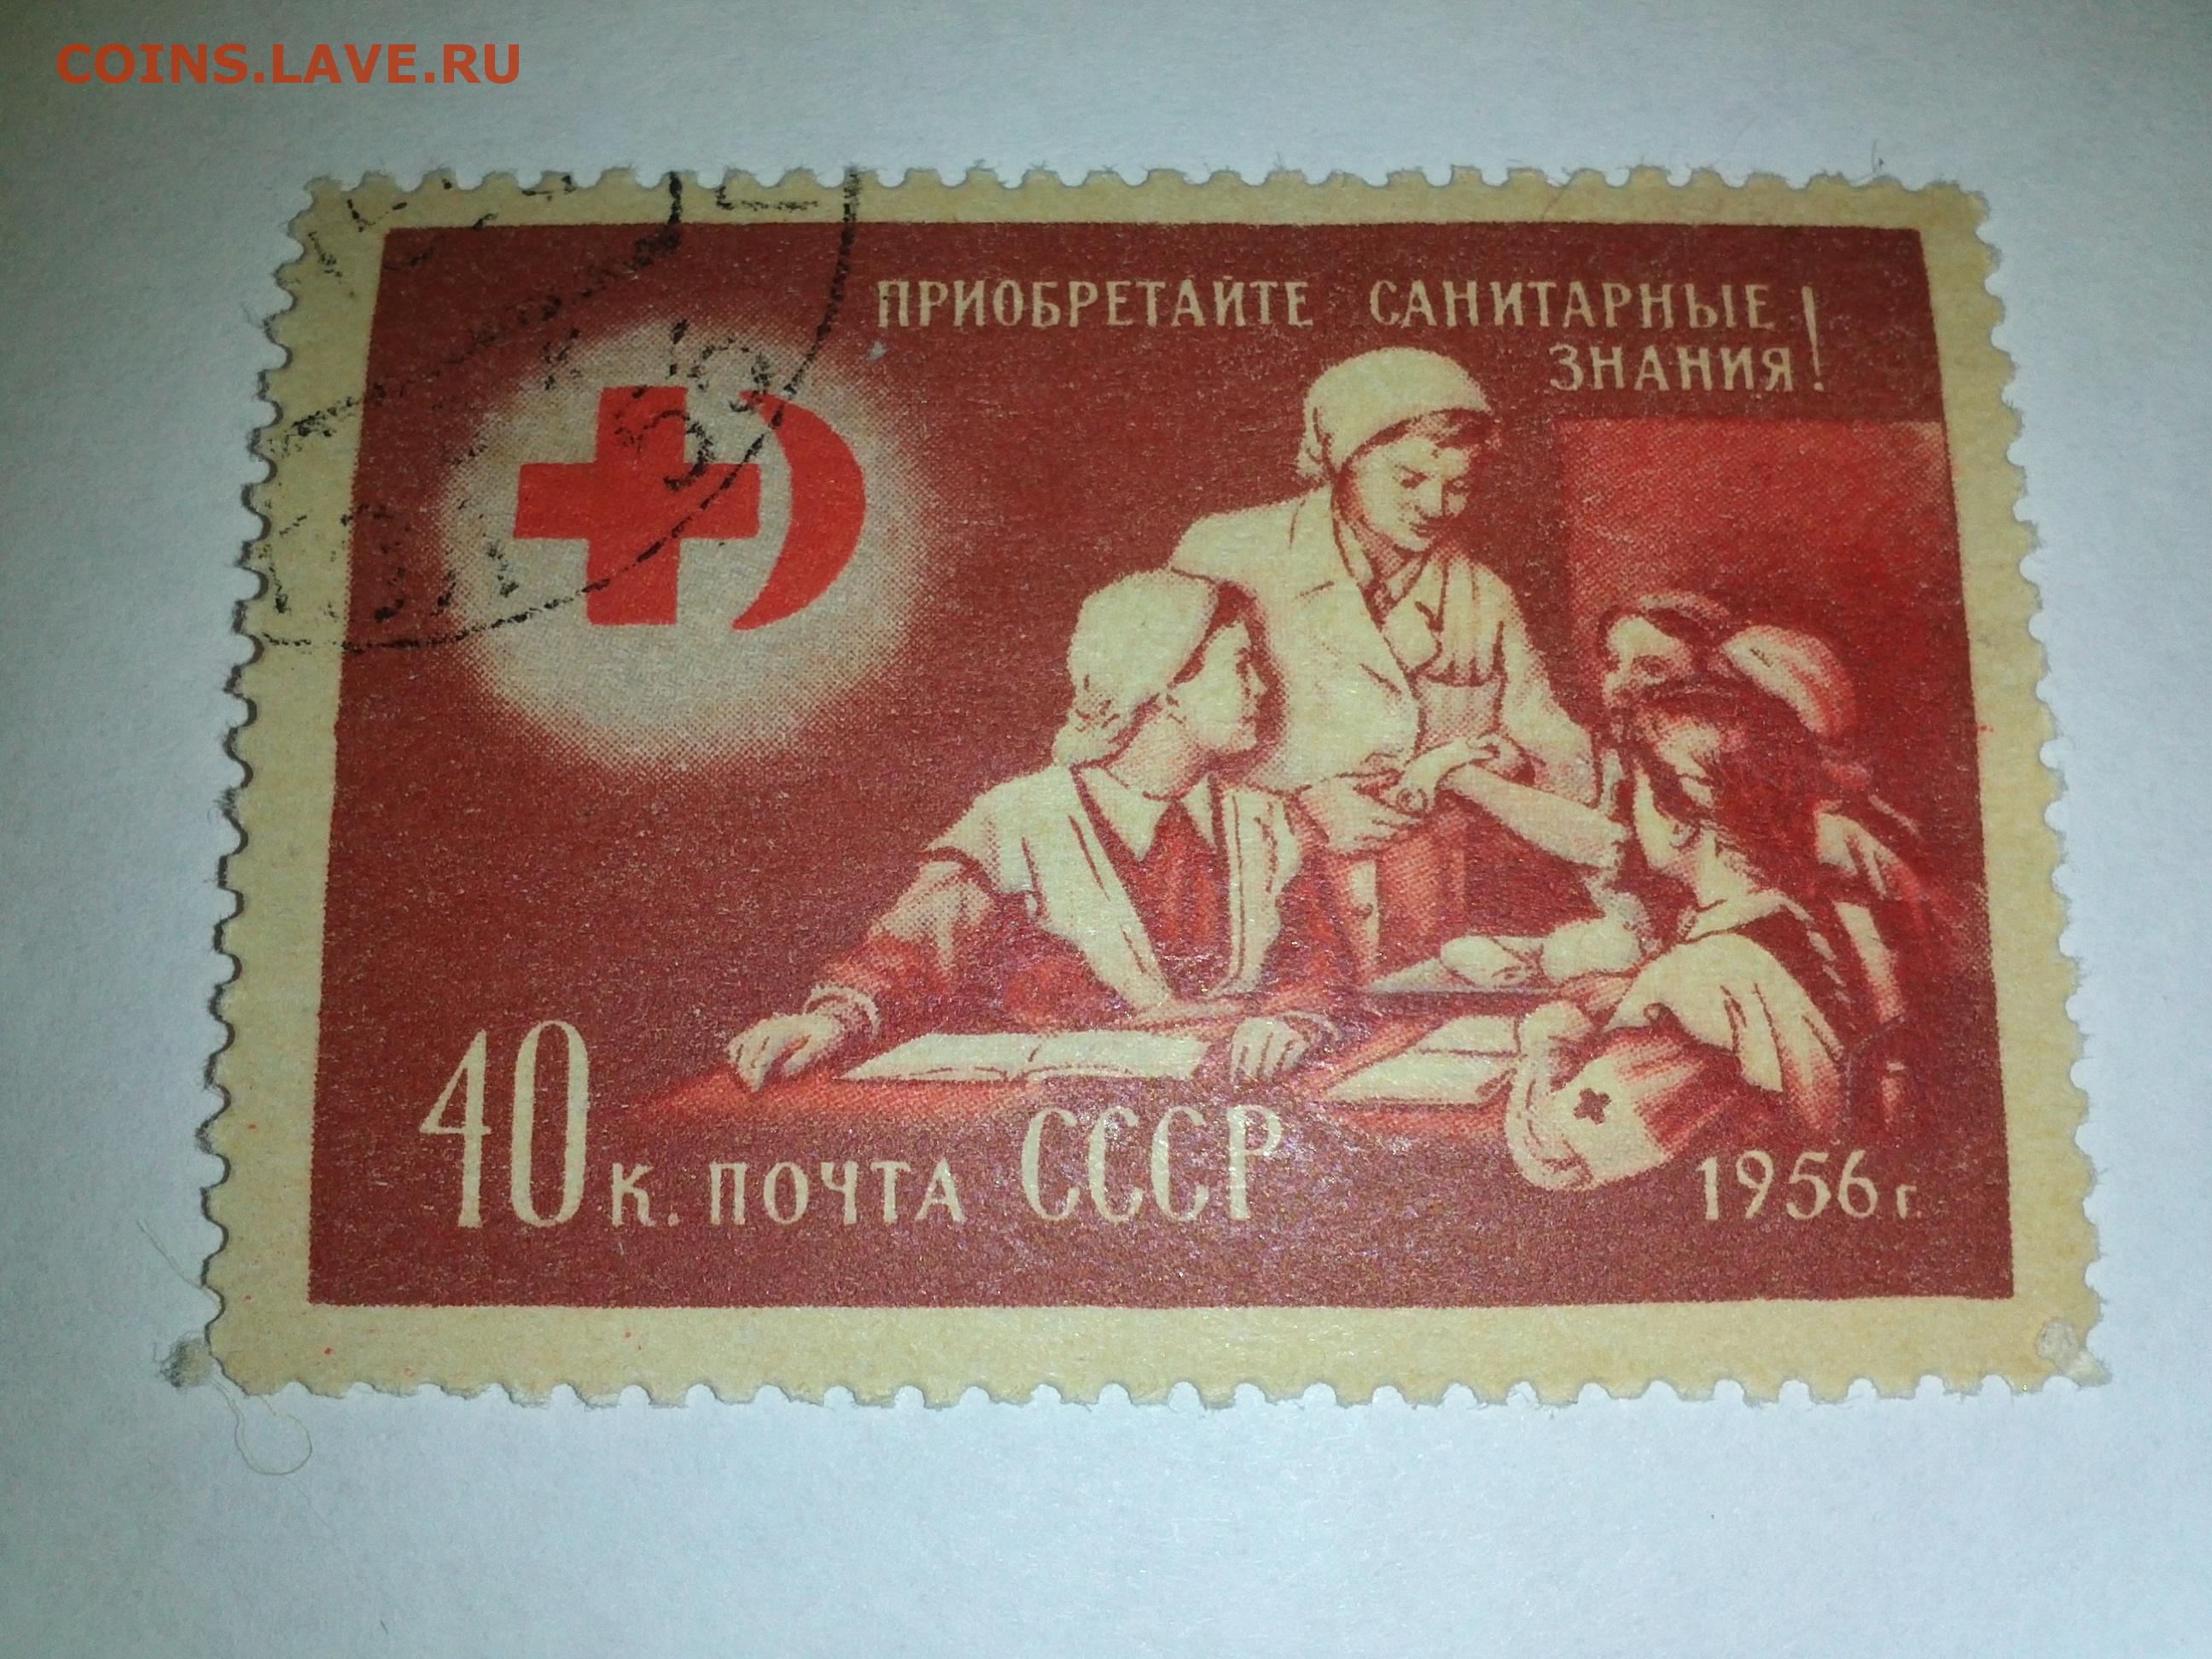 COINS.LAVE.RU
ПРИОБРЕТАЙТЕ САНИТАРНЫЕ
ЗНАНИЯ!
40 к. ПОЧТА СССР
1956 г.